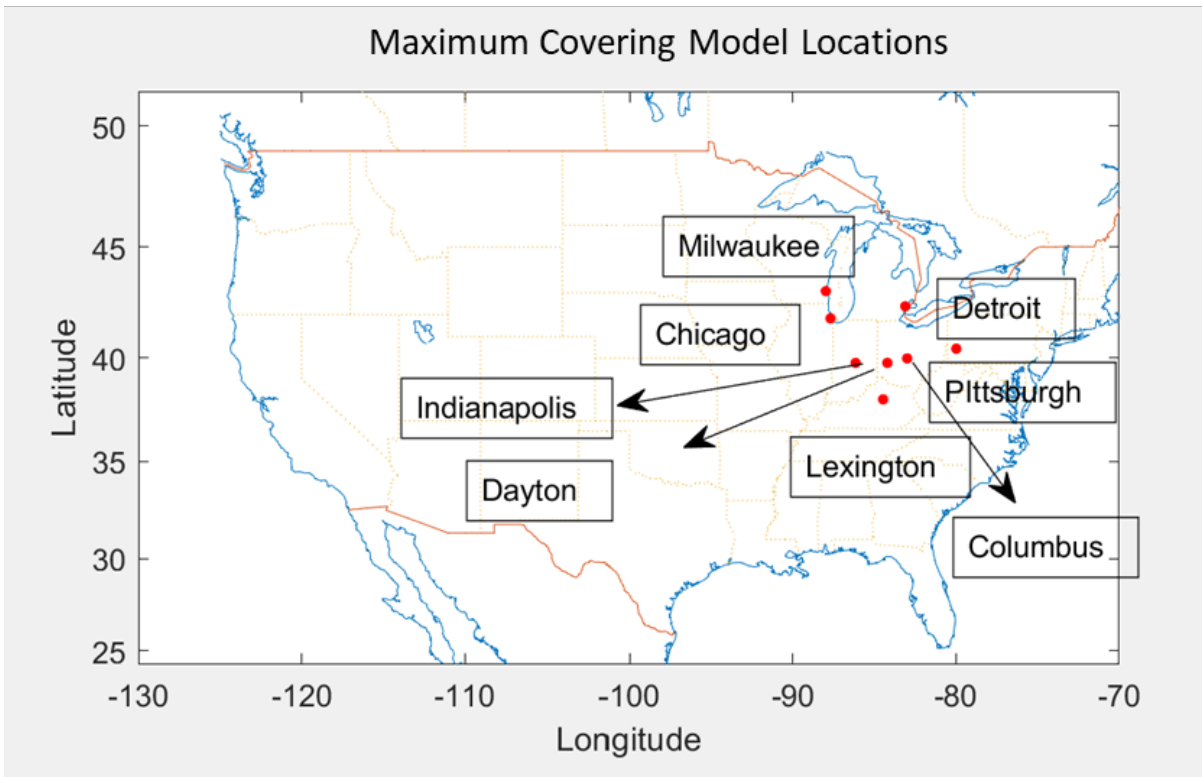 Maximum Covering Model Locations
50
45
40
35
30
25
Latitude
Milwaukee
Chicago
Detroit
PIttsburgh
Indianapolis
Lexington
Dayton
Columbus
-130
-120
-110
-100
-90
-80
-70
Longitude